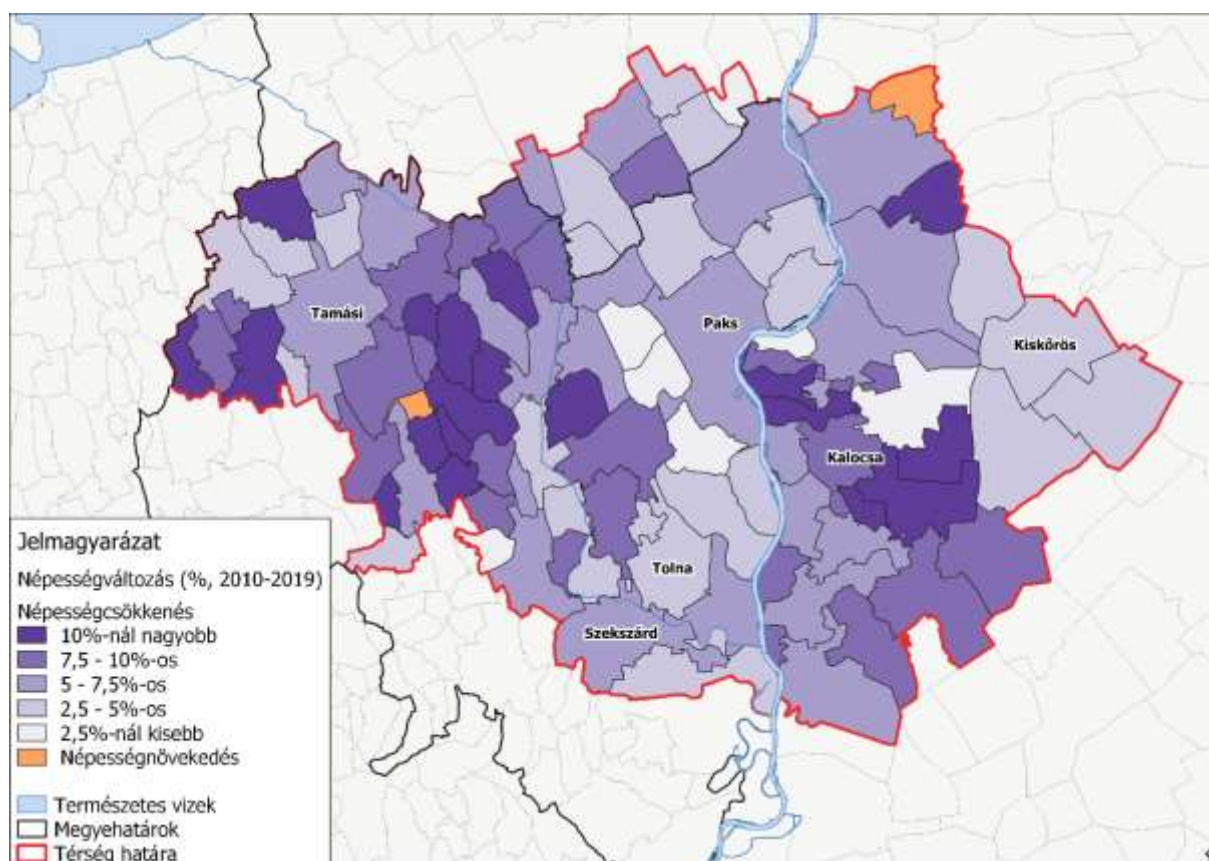 Tamási
Paks
Kiskőrös
Kalocsa
Tolna
Szekszárd
Jelmagyarázat
Népességváltozás (%, 2010-2019)
Népességcsökkenés
10%-nál nagyobb
7,5 - 10%-os
5 - 7,5%-os
2,5 - 5%-os
2,5%-nál kisebb
Népességnövekedés
Természetes vizek
Megyehatárok
Térség határa